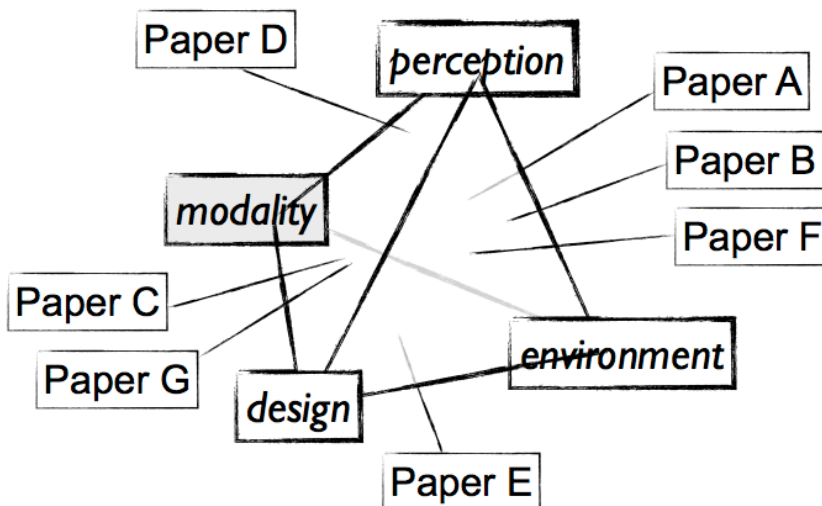 Paper D
perception
Paper A
Paper B
modality
Paper F
Paper C
environment
Paper G
design
Paper E